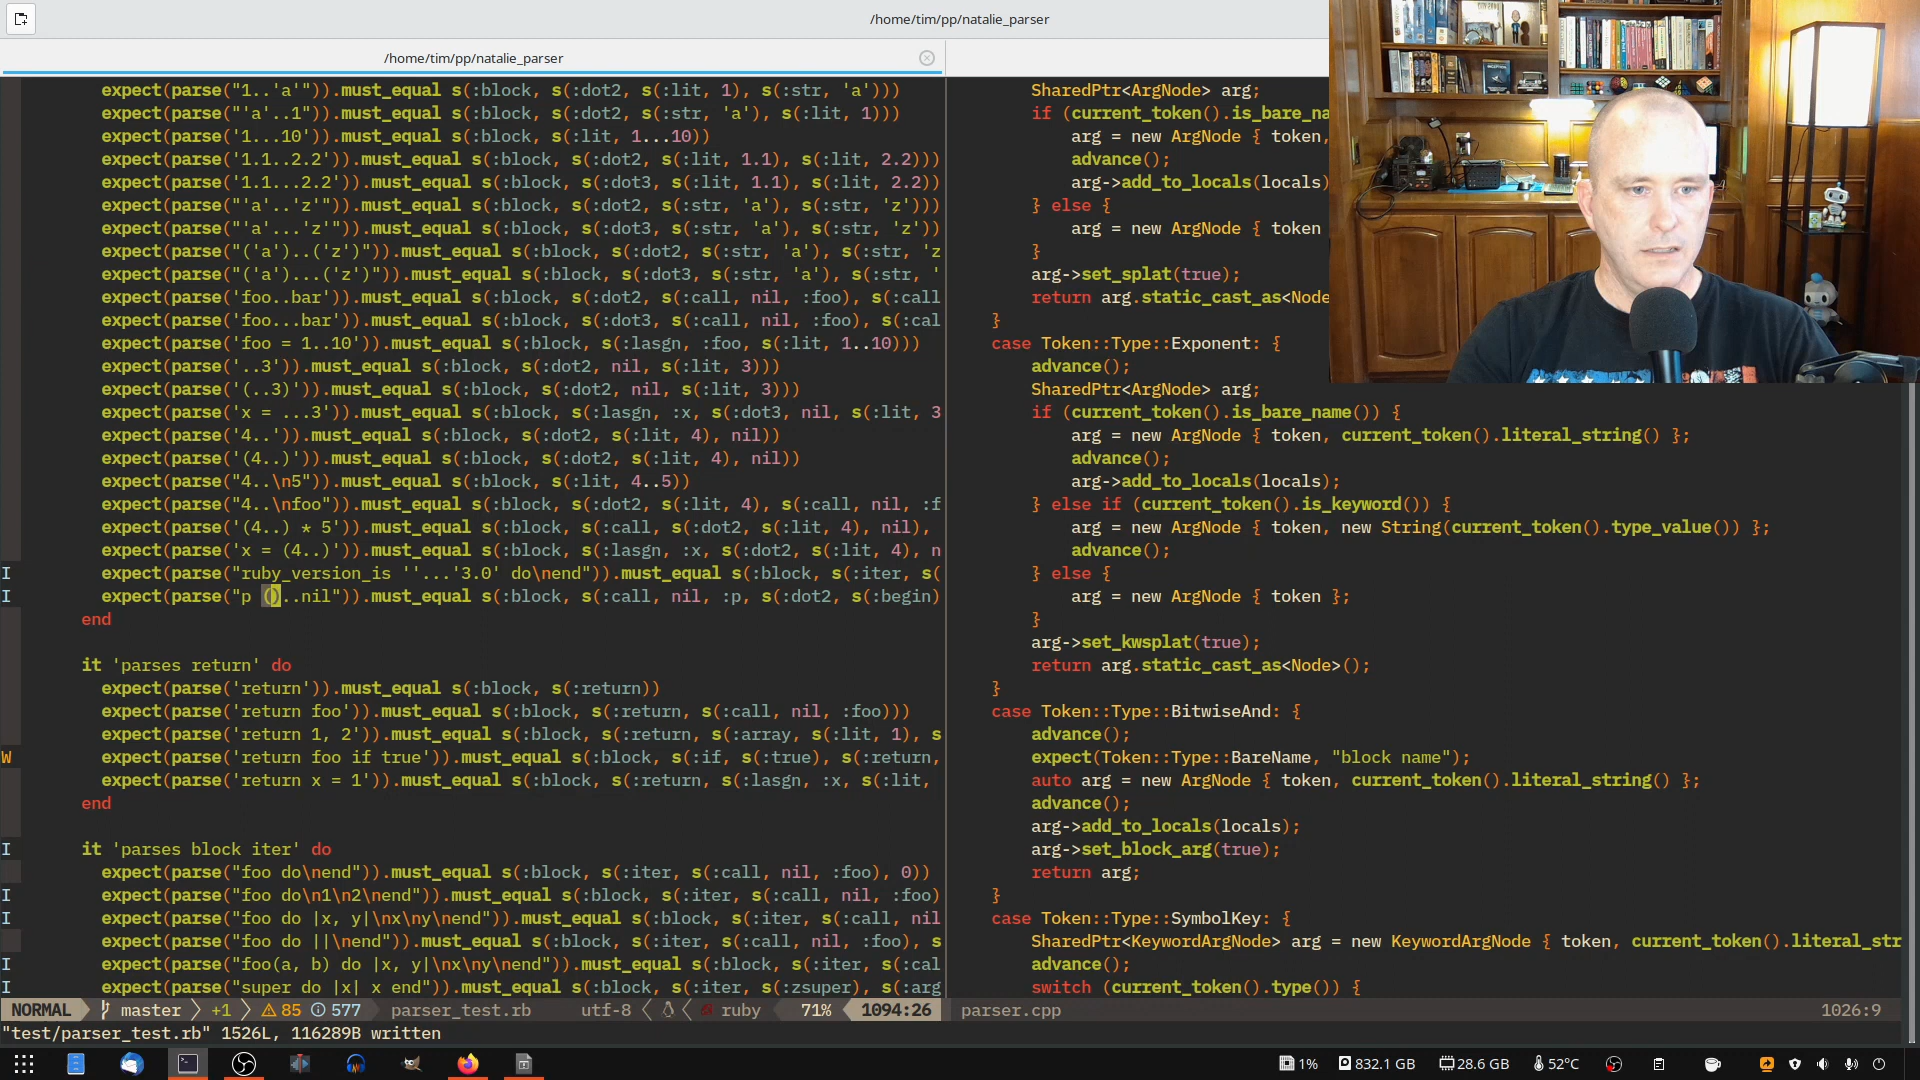 /home/tim/pp/natalie_parser
/home/tim/pp/natalie_parser
expect(parse("1..'a'")).must_equal s(:block, s(:dot2, s(:lit, 1), s(:str, 'a')))
expect(parse("'a'..1")).must_equal s(:block, s(:dot2, s(:str, 'a'), s(:lit, 1)))
expect(parse('1...10')).must_equal s(:block, s(:lit, 1...10))
expect(parse('1.1..2.2')).must_equal s(:block, s(:dot2, s(:lit, 1.1), s(:lit, 2.2)))
expect(parse('1.1...2.2')).must_equal s(:block, s(:dot3, s(:lit, 1.1), s(:lit, 2.2))
expect(parse("'a'..'z'")).must_equal s(:block, s(:dot2, s(:str, 'a'), s(:str, 'z')))
expect(parse("'a'...'z'")).must_equal s(:block, s(:dot3, s(:str, 'a'), s(:str, 'z'))
expect(parse("('a')..('z')")).must_equal s(:block, s(:dot2, s(:str, 'a'), s(:str, 'z
expect(parse("('a')...('z')")).must_equal s(:block, s(:dot3, s(:str, 'a'), s(:str, '
expect(parse('foo..bar')).must_equal s(:block, s(:dot2, s(:call, nil, :foo), s(:call
expect(parse('foo...bar')).must_equal s(:block, s(:dot3, s(:call, nil, :foo), s(:cal
expect(parse('foo = 1..10')).must_equal s(:block, s(:lasgn, :foo, s(:lit, 1..10)))
expect(parse('..3')).must_equal s(:block, s(:dot2, nil, s(:lit, 3)))
expect(parse('(..3)')).must_equal s(:block, s(:dot2, nil, s(:lit, 3)))
expect(parse('x = ...3')).must_equal s(:block, s(:lasgn, :x, s(:dot3, nil, s(:lit, 3
expect(parse('4..')).must_equal s(:block, s(:dot2, s(:lit, 4), nil))
expect(parse('(4..)')).must_equal s(:block, s(:dot2, s(:lit, 4), nil))
expect(parse("4..\n5")).must_equal s(:block, s(:lit, 4..5))
expect(parse("4..\nfoo")).must_equal s(:block, s(:dot2, s(:lit, 4), s(:call, nil, :f
expect(parse('(4..) * 5')).must_equal s(:block, s(:call, s(:dot2, s(:lit, 4), nil),
expect(parse('x = (4..)')).must_equal s(:block, s(:lasgn, :x, s(:dot2, s(:lit, 4), n
I expect(parse("ruby_version_is ''...'3.0' do\nend")).must_equal s(:block, s(:iter, s(
I expect(parse("p ()..nil")).must_equal s(:block, s(:call, nil, :p, s(:dot2, s(:begin)
end
it 'parses return' do
expect(parse('return')).must_equal s(:block, s(:return))
expect(parse('return foo')).must_equal s(:block, s(:return, s(:call, nil, :foo)))
expect(parse('return 1, 2')).must_equal s(:block, s(:return, s(:array, s(:lit, 1), s
W expect(parse('return foo if true')).must_equal s(:block, s(:if, s(:true), s(:return,
expect(parse('return x = 1')).must_equal s(:block, s(:return, s(:lasgn, :x, s(:lit,
end
I it 'parses block iter' do
expect(parse("foo do\nend")).must_equal s(:block, s(:iter, s(:call, nil, :foo), 0))
I expect(parse("foo do\n1\n2\nend")).must_equal s(:block, s(:iter, s(:call, nil, :foo)
I expect(parse("foo do |x, y|\nx\ny\nend")).must_equal s(:block, s(:iter, s(:call, nil
expect(parse("foo do ||\nend")).must_equal s(:block, s(:iter, s(:call, nil, :foo), s
I expect(parse("foo(a, b) do |x, y|\nx\ny\nend")).must_equal s(:block, s(:iter, s(:cal
I expect(parse("super do |x| x end")).must_equal s(:block, s(:iter, s(:zsuper), s(:arg
NORMAL master +1 85 577 parser_test.rb utf-8 ruby 71% 1094:26
"test/parser_test.rb" 1526L, 116289B written
SharedPtr<ArgNode> arg;
if (current_token().is_bare_na
arg = new ArgNode { token,
advance();
arg->add_to_locals(locals)
} else {
arg = new ArgNode { token
}
arg->set_splat(true);
return arg.static_cast_as<Node
}
case Token::Type::Exponent: {
advance();
SharedPtr<ArgNode> arg;
if (current_token().is_bare_name()) {
arg = new ArgNode { token, current_token().literal_string() };
advance();
arg->add_to_locals(locals);
} else if (current_token().is_keyword()) {
arg = new ArgNode { token, new String(current_token().type_value()) };
advance();
} else {
arg = new ArgNode { token };
}
arg->set_kwsplat(true);
return arg.static_cast_as<Node>();
}
case Token::Type::BitwiseAnd: {
advance();
expect(Token::Type::BareName, "block name");
auto arg = new ArgNode { token, current_token().literal_string() };
advance();
arg->add_to_locals(locals);
arg->set_block_arg(true);
return arg;
}
case Token::Type::SymbolKey: {
SharedPtr<KeywordArgNode> arg = new KeywordArgNode { token, current_token().literal_str
advance();
switch (current_token().type()) {
parser.cpp 1026:9
1% 832.1 GB 28.6 GB 52°C